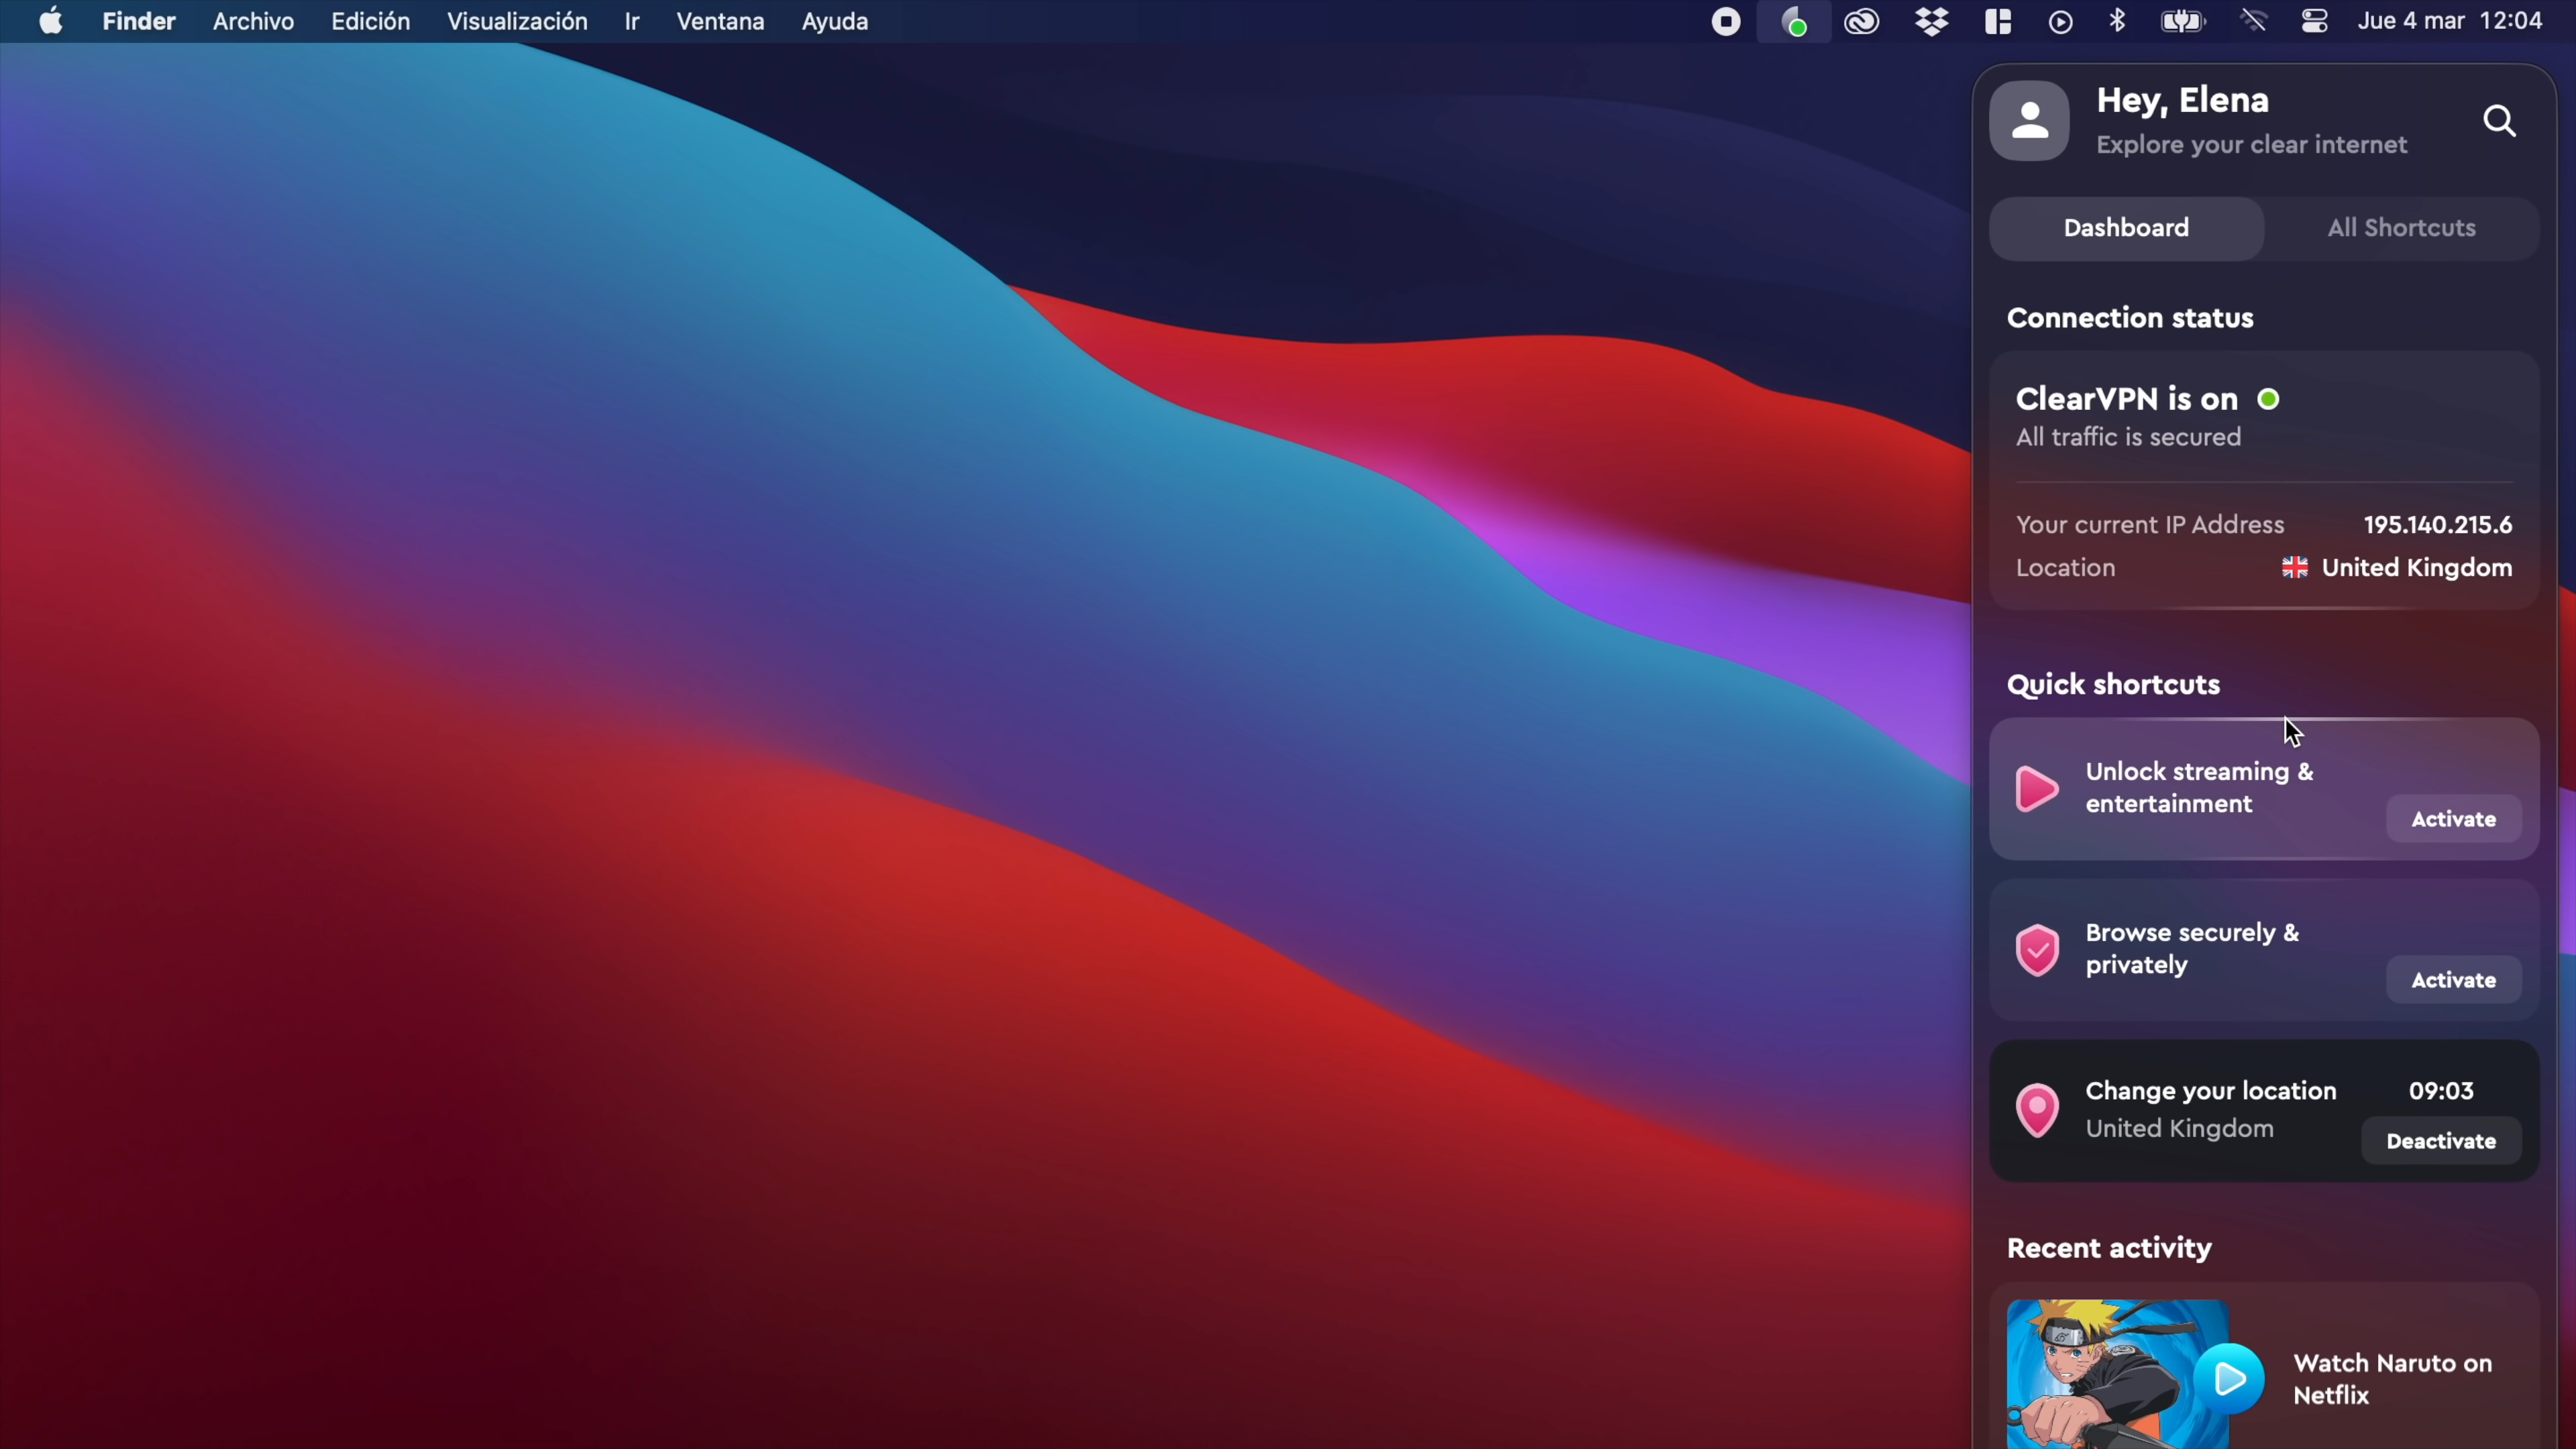 Finder Archivo Edición Visualización Ir Ventana Ayuda Jue 4 mar 12:04
Hey, Elena
Explore your clear internet
Dashboard All Shortcuts
Connection status
ClearVPN is on
All traffic is secured
Your current IP Address 195.140.215.6
Location United Kingdom
Quick shortcuts
Unlock streaming &
entertainment
Activate
Browse securely &
privately
Activate
Change your location 09:03
United Kingdom
Deactivate
Recent activity
Watch Naruto on
Netflix